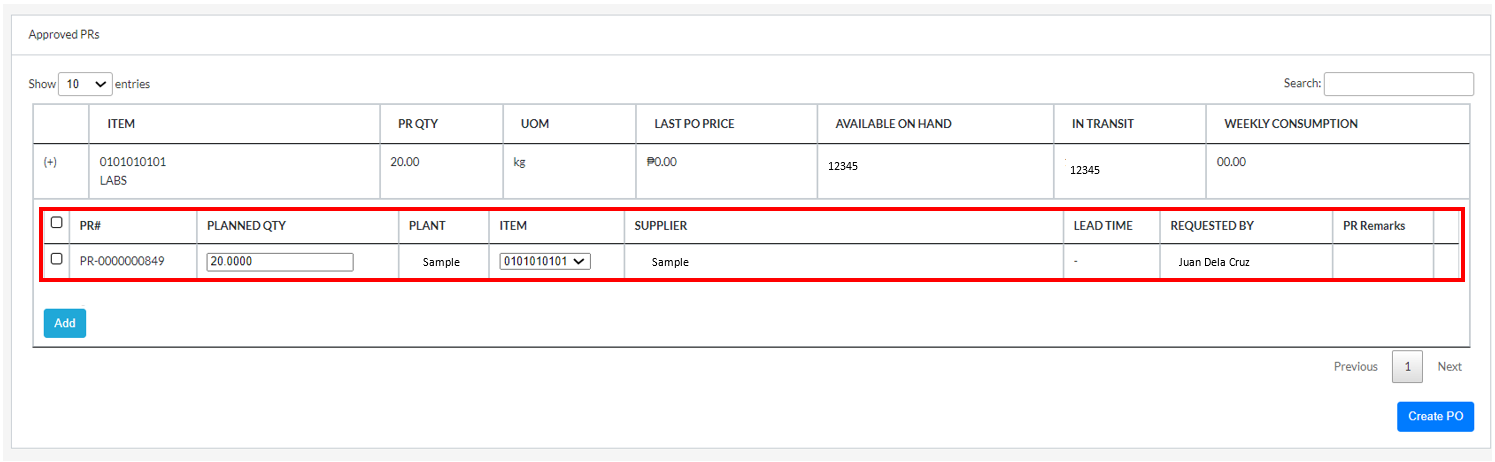 Approved PRs
Show 10 entries Search:
ITEM PR QTY UOM LAST PO PRICE AVAILABLE ON HAND IN TRANSIT WEEKLY CONSUMPTION
(+) 0101010101 20.00 kg ₱0.00 12345 12345 00.00
LABS
PR# PLANNED QTY PLANT ITEM SUPPLIER LEAD TIME REQUESTED BY PR Remarks
PR-0000000849 20.0000 Sample 0101010101 Sample - Juan Dela Cruz
Add
Previous 1 Next
Create PO